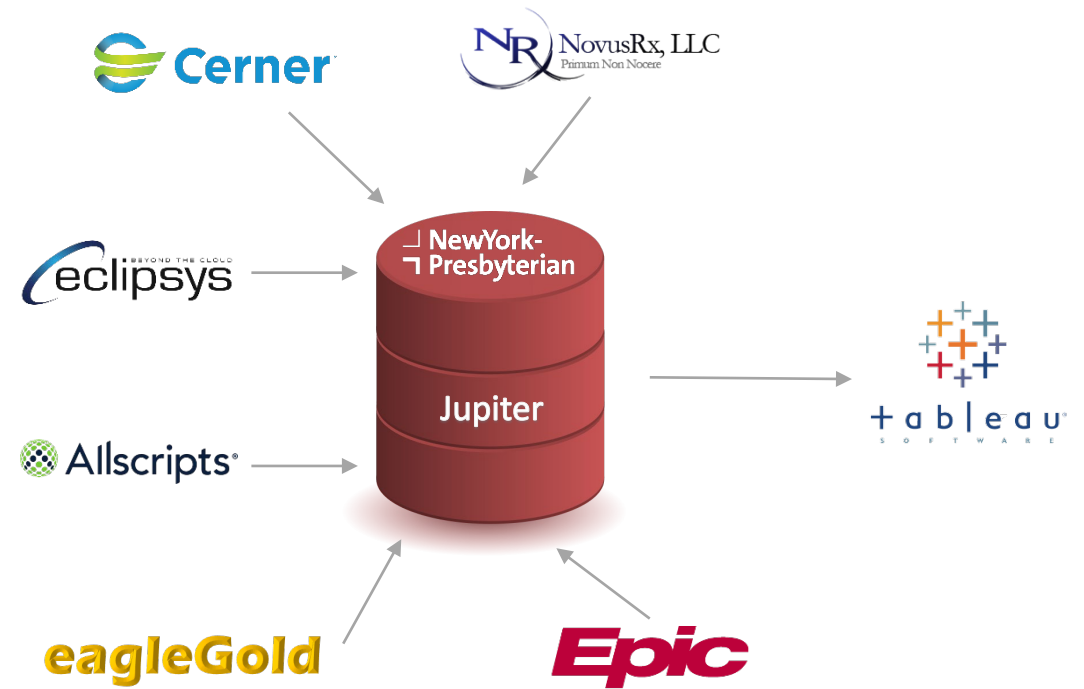 Cerner
NR
NovusRx, LLC
Primum Non Nocere
NewYork-
Presbyterian
BEYOND THE CLOUD
eclipsys
Jupiter
tableau®
SOFTWARE
Allscripts®
eagleGold
Epic